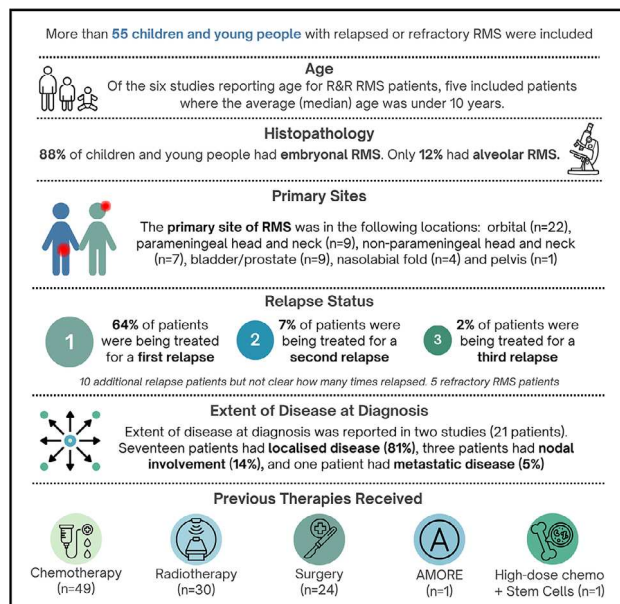 More than 55 children and young people with relapsed or refractory RMS were included
Age
Of the six studies reporting age for R&R RMS patients, five included patients
where the average (median) age was under 10 years.
Histopathology
88% of children and young people had embryonal RMS. Only 12% had alveolar RMS.
Primary Sites
The primary site of RMS was in the following locations: orbital (n=22),
parameningeal head and neck (n=9), non-parameningeal head and neck
(n=7), bladder/prostate (n=9), nasolabial fold (n=4) and pelvis (n=1)
Relapse Status
1
64% of patients
were being treated
for a first relapse
2
7% of patients were
being treated for a
second relapse
3
2% of patients were
being treated for a
third relapse
10 additional relapse patients but not clear how many times relapsed. 5 refractory RMS patients
Extent of Disease at Diagnosis
Extent of disease at diagnosis was reported in two studies (21 patients).
Seventeen patients had localised disease (81%), three patients had nodal
involvement (14%), and one patient had metastatic disease (5%)
Previous Therapies Received
Chemotherapy
(n=49)
Radiotherapy
(n=30)
Surgery
(n=24)
A
AMORE
(n=1)
High-dose chemo
+ Stem Cells (n=1)